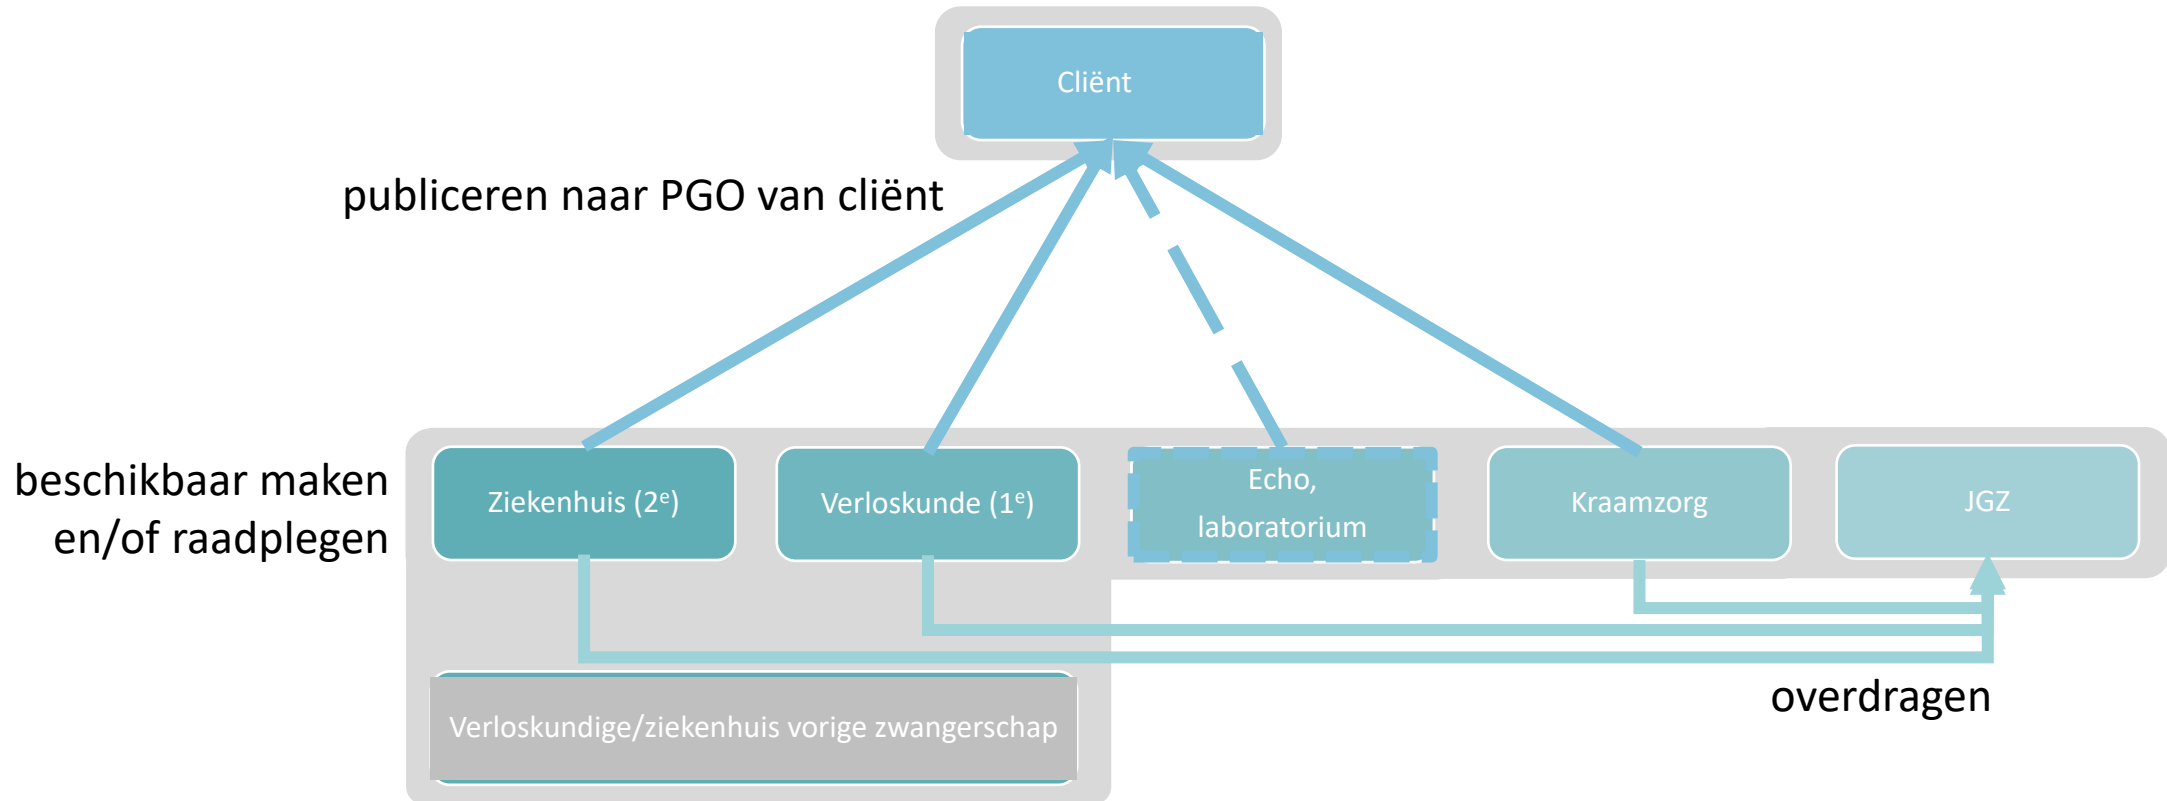 Cliënt
publiceren naar PGO van cliënt
beschikbaar maken
en/of raadplegen
Ziekenhuis (2ᵉ)
Verloskunde (1ᵉ)
Echo,
laboratorium
Kraamzorg
JGZ
overdragen
Verloskundige/ziekenhuis vorige zwangerschap